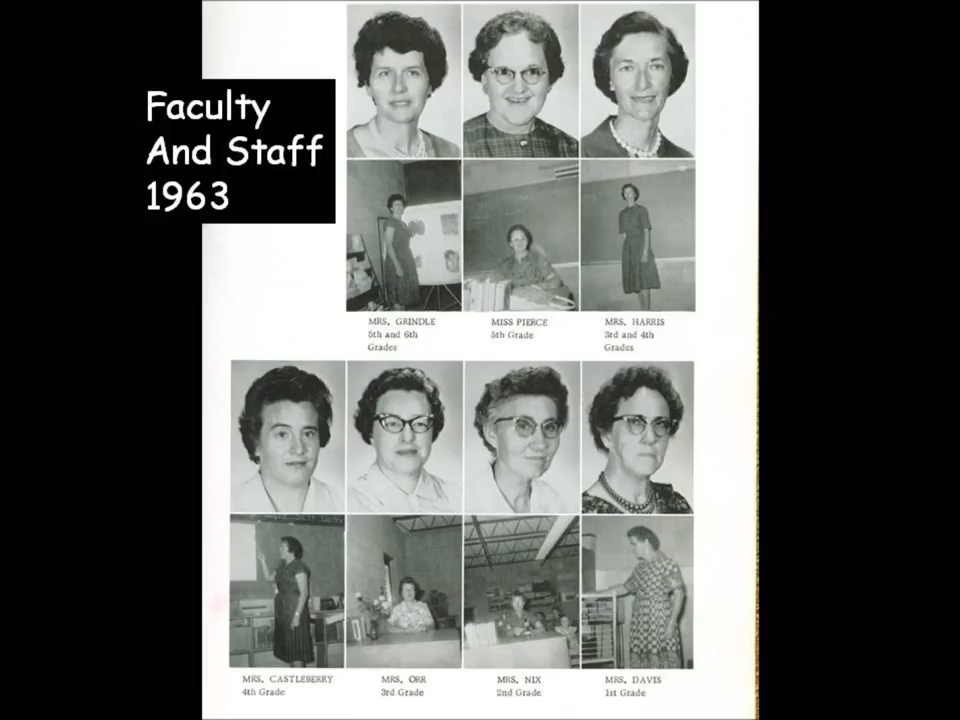 Faculty
And Staff
1963
MRS. GRINDLE
5th and 6th
Grades
MISS PIERCE
5th Grade
MRS. HARRIS
3rd and 4th
Grades
MRS. CASTLEBERRY
4th Grade
MRS. ORR
3rd Grade
MRS. NIX
2nd Grade
MRS. DAVIS
1st Grade